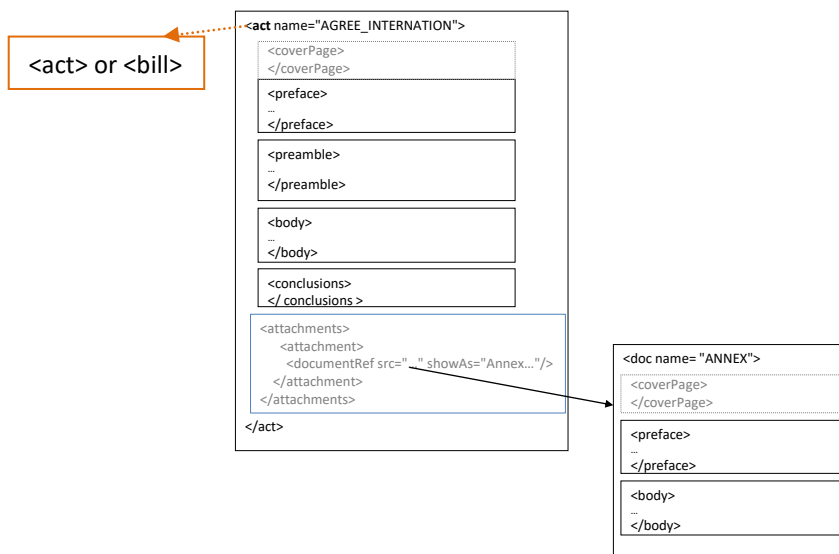 <act name="AGREE_INTERNATION">
<act> or <bill>
<coverPage>
</coverPage>
<preface>
...
</preface>
<preamble>
...
</preamble>
<body>
...
</body>
<conclusions>
</ conclusions >
<attachments>
<attachment>
<documentRef src="..." showAs="Annex..."/>
</attachment>
</attachments>
</act>
<doc name= "ANNEX">
<coverPage>
</coverPage>
<preface>
...
</preface>
<body>
...
</body>